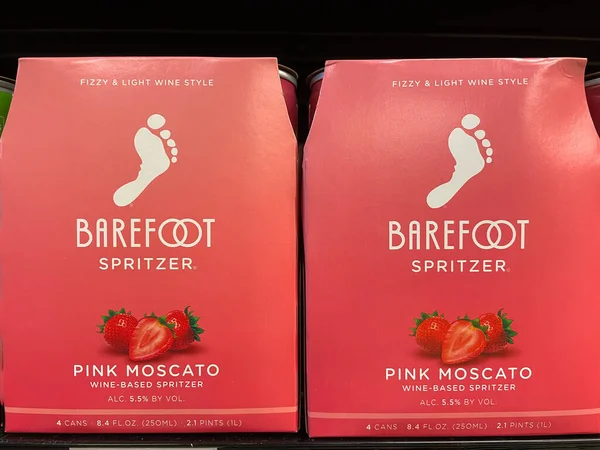 FIZZY & LIGHT WINE STYLE
BAREFOOT
SPRITZER®
PINK MOSCATO
WINE-BASED SPRITZER
ALC. 5.5% BY VOL.
4 CANS 8.4 FL.OZ. (250ML) 2.1 PINTS (1L)
FIZZY & LIGHT WINE STYLE
BAREFOOT
SPRITZER®
PINK MOSCATO
WINE-BASED SPRITZER
ALC. 5.5% BY VOL.
4 CANS 8.4 FL.OZ. (250ML) 2.1 PINTS (1L)